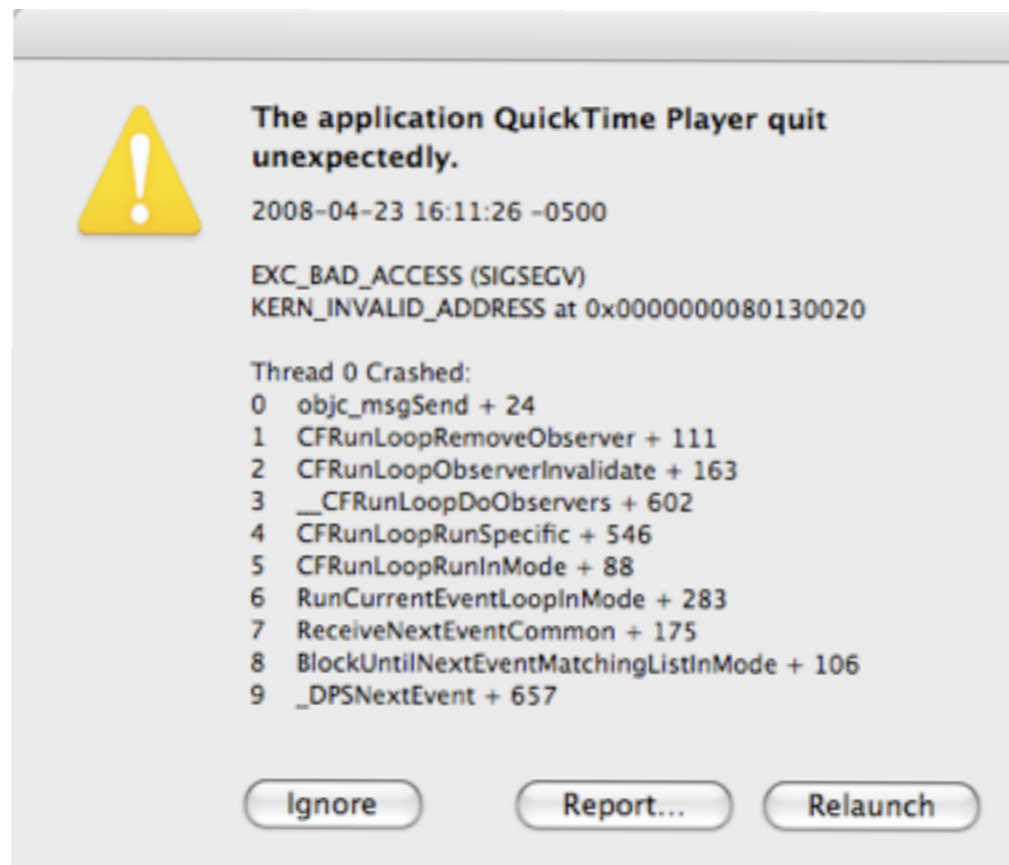 The application QuickTime Player quit
unexpectedly.
2008-04-23 16:11:26 -0500
EXC_BAD_ACCESS (SIGSEGV)
KERN_INVALID_ADDRESS at 0x0000000080130020
Thread 0 Crashed:
0 objc_msgSend + 24
1 CFRunLoopRemoveObserver + 111
2 CFRunLoopObserverInvalidate + 163
3 __CFRunLoopDoObservers + 602
4 CFRunLoopRunSpecific + 546
5 CFRunLoopRunInMode + 88
6 RunCurrentEventLoopInMode + 283
7 ReceiveNextEventCommon + 175
8 BlockUntilNextEventMatchingListInMode + 106
9 _DPSNextEvent + 657
Ignore Report... Relaunch